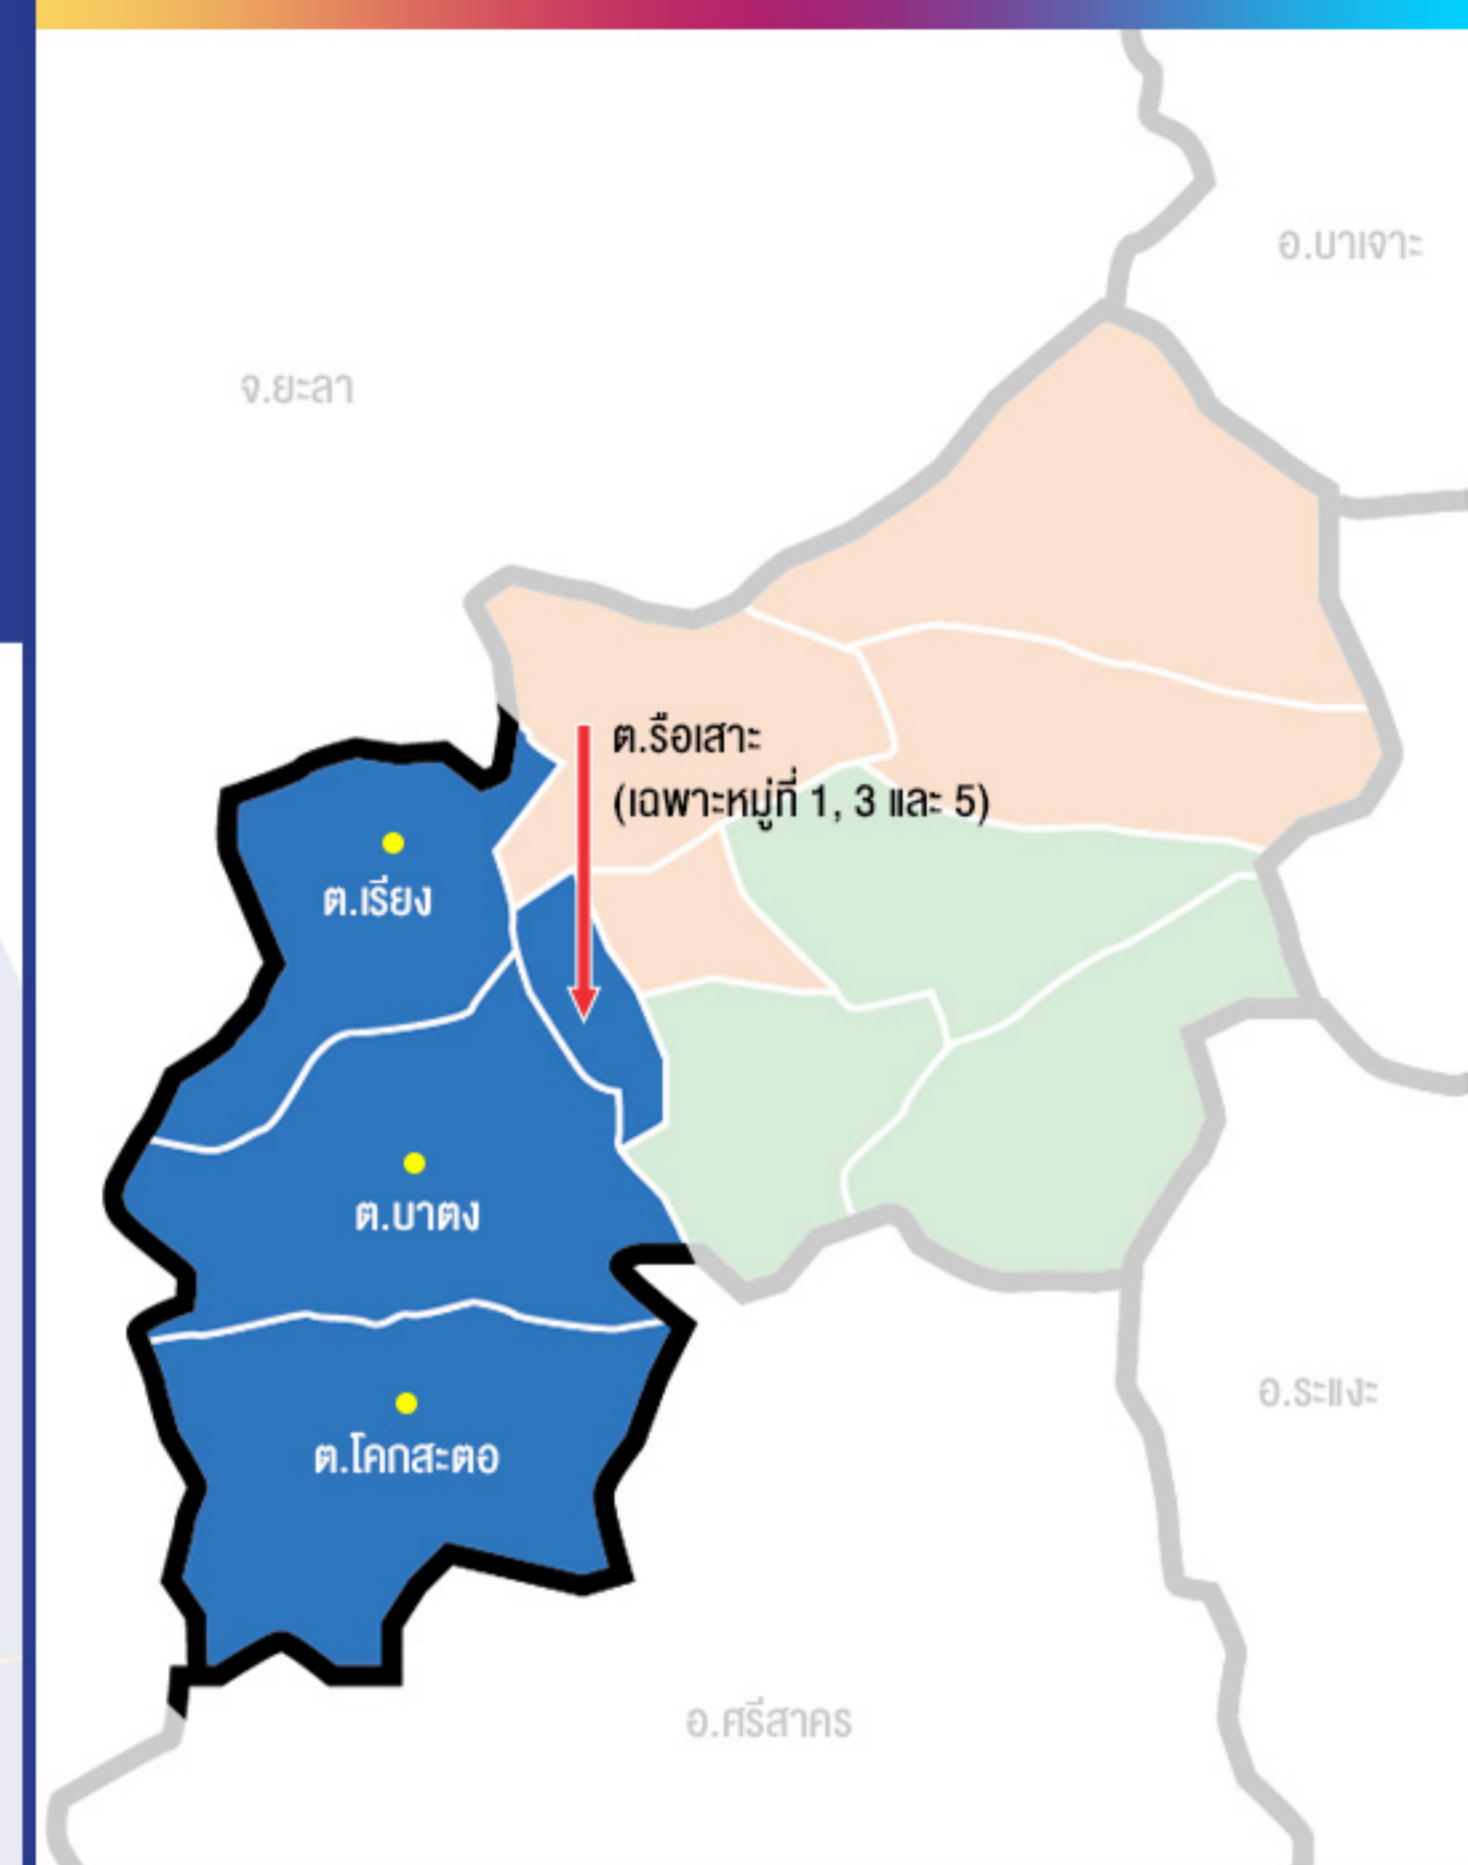 อ.บาเจาะ
จ.ยะลา
ต.รือเสาะ
(เฉพาะหมู่ที่ 1, 3 และ 5)
ต.เรียง
ต.บาตง
อ.ระแงะ
ต.โคกสะตอ
อ.ศรีสาคร